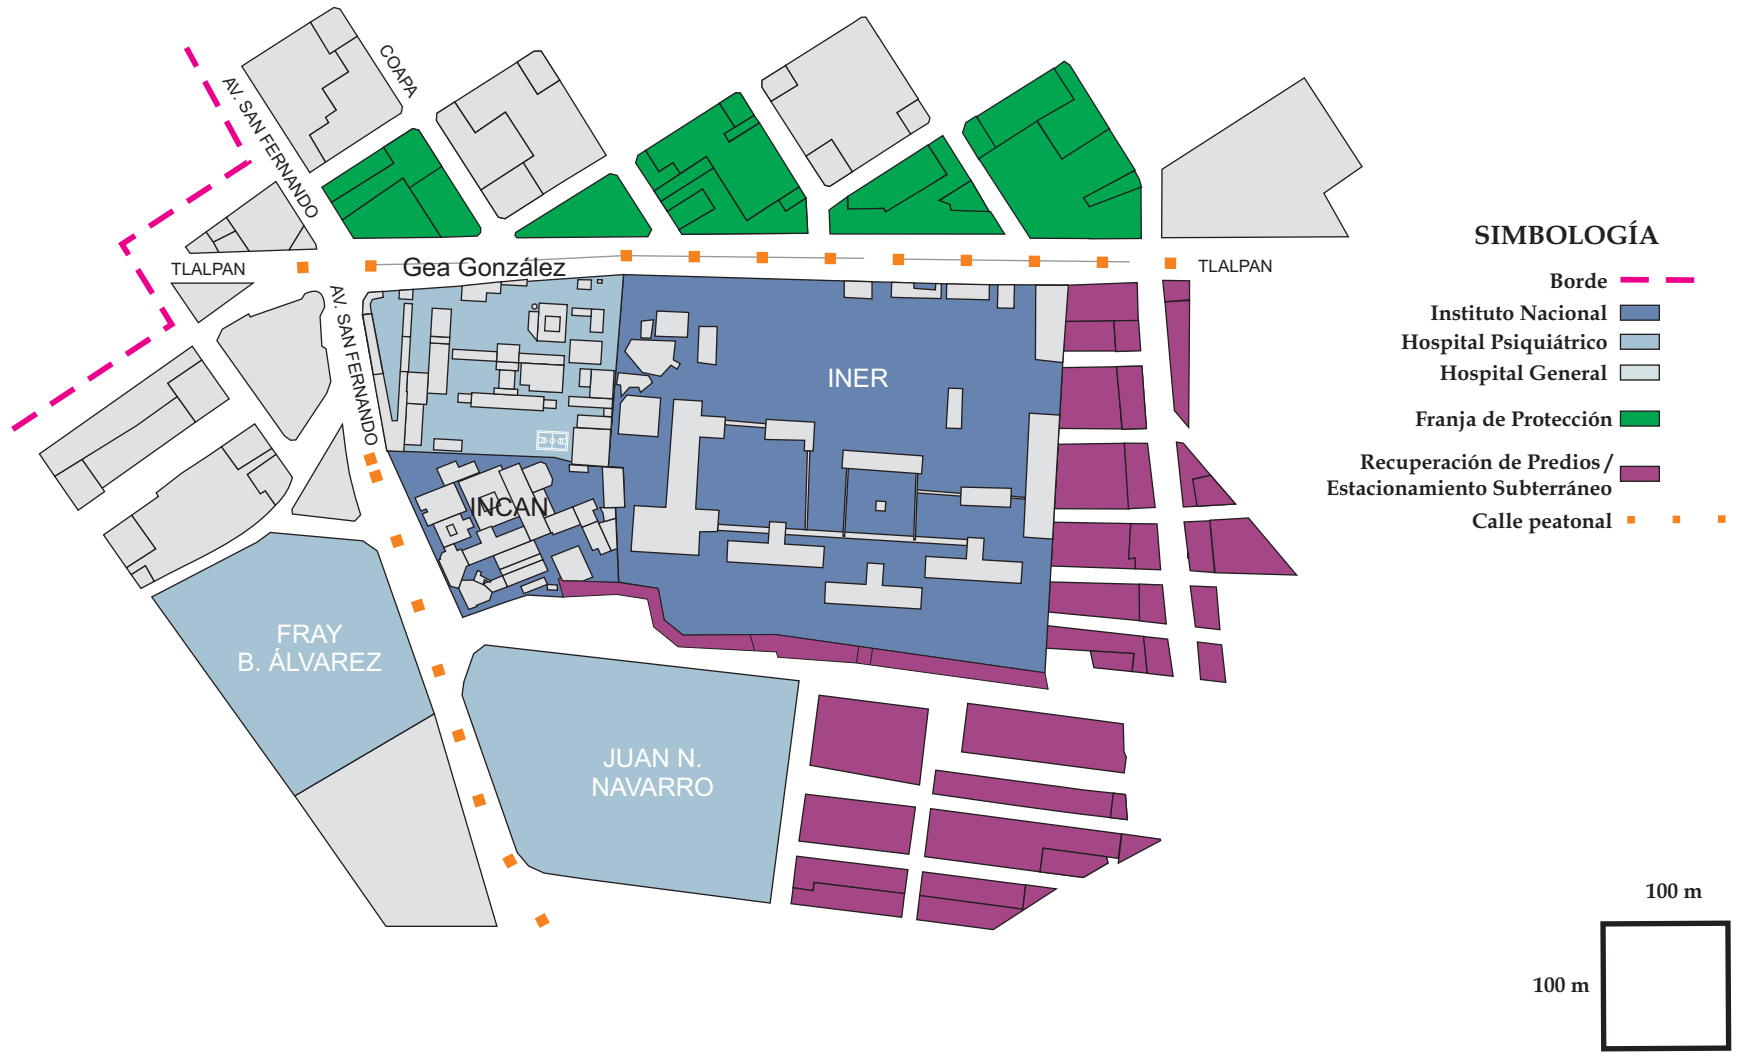 COAPA
AV. SAN FERNANDO
TLALPAN
Gea González
TLALPAN
AV. SAN FERNANDO
INER
INCAN
FRAY
B. ÁLVAREZ
JUAN N.
NAVARRO
SIMBOLOGÍA
Borde
Instituto Nacional
Hospital Psiquiátrico
Hospital General
Franja de Protección
Recuperación de Predios /
Estacionamiento Subterráneo
Calle peatonal
100 m
100 m